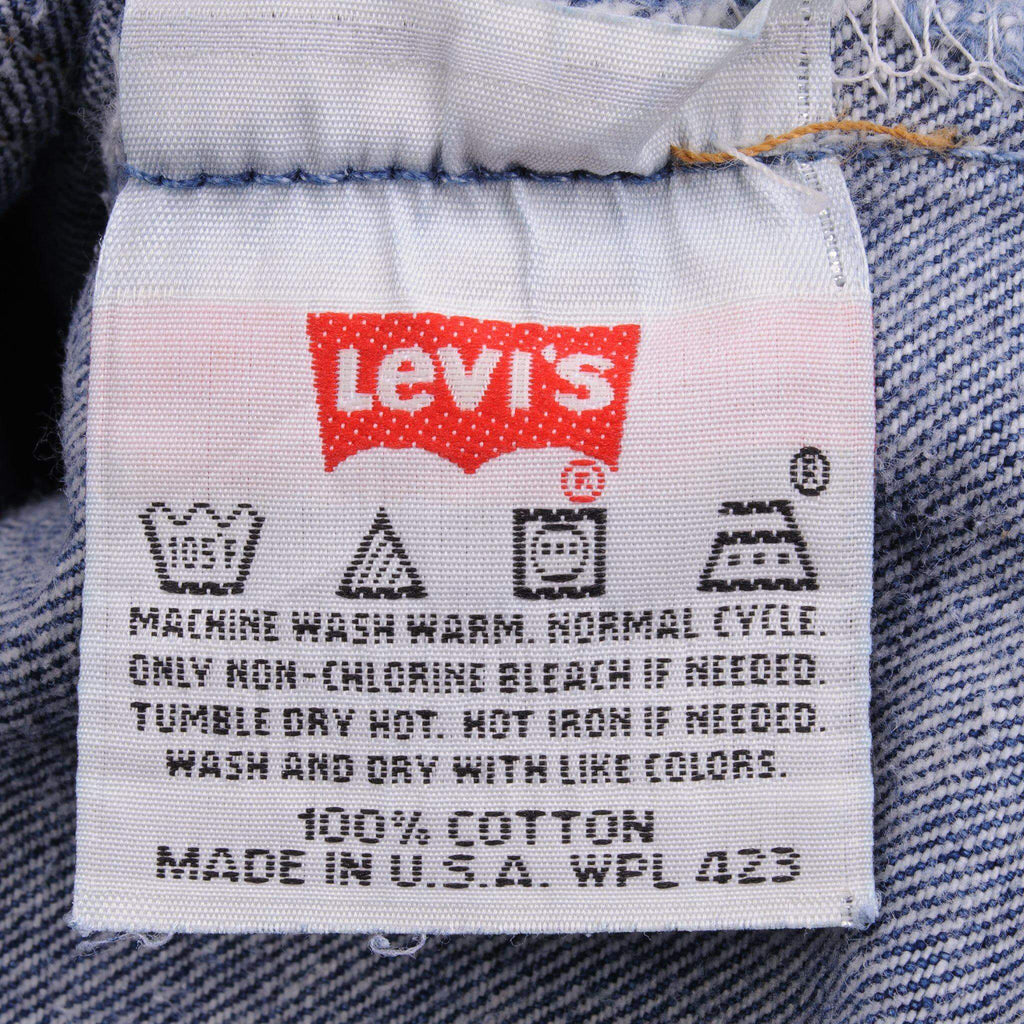 LEVI'S
®
®
105°F
MACHINE WASH WARM. NORMAL CYCLE.
ONLY NON-CHLORINE BLEACH IF NEEDED.
TUMBLE DRY HOT. HOT IRON IF NEEDED.
WASH AND DRY WITH LIKE COLORS.
100% COTTON
MADE IN U.S.A. WPL 423